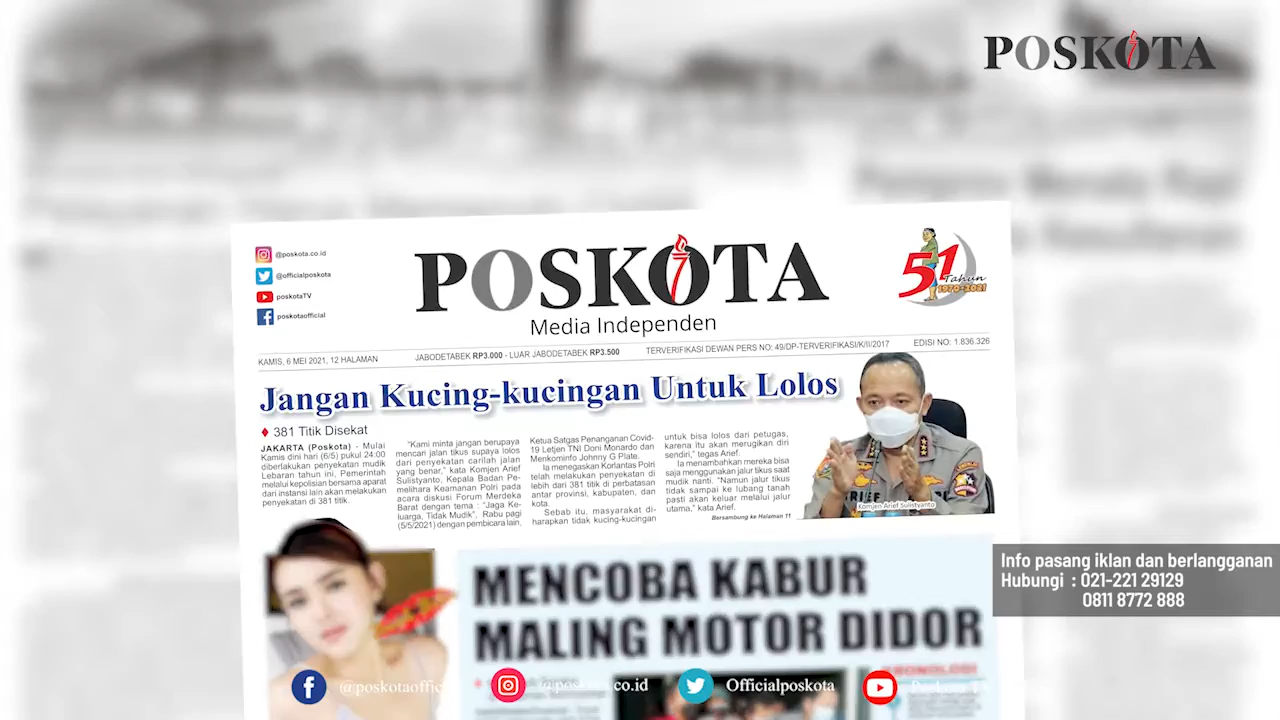 POSKOTA
@poskota.co.id
@officialposkota
poskotaTV
poskotaofficial
POSKOTA
Media Independen
51
Tahun
1970-2021
KAMIS, 6 MEI 2021, 12 HALAMAN
JABODETABEK RP3.000 - LUAR JABODETABEK RP3.500
TERVERIFIKASI DEWAN PERS NO: 49/DP-TERVERIFIKASI/K/II/2017
EDISI NO: 1.836.326
Jangan Kucing-kucingan Untuk Lolos
381 Titik Disekat
JAKARTA (Poskota) - Mulai
Kamis dini hari (6/5) pukul 24:00
diberlakukan penyekatan mudik
Lebaran tahun ini, Pemerintah
melalui kepolisian bersama aparat
dari instansi lain akan melakukan
penyekatan di 381 titik.
"Kami minta jangan berupaya
mencari jalan tikus supaya lolos
dari penyekatan carilah jalan
yang benar," kata Komjen Arief
Sulistyanto, Kepala Badan Pe-
melihara Keamanan Polri pada
acara diskusi Forum Merdeka
Barat dengan tema : "Jaga Ke-
luarga, Tidak Mudik", Rabu pagi
(5/5/2021) dengan pembicara lain,
Ketua Satgas Penanganan Covid-
19 Letjen TNI Doni Monardo dan
Menkominfo Johnny G Plate.
Ia menegaskan Korlantas Polri
telah melakukan penyekatan di
lebih dari 381 titik di perbatasan
antar provinsi, kabupaten, dan
kota.
Sebab itu, masyarakat di-
harapkan tidak kucing-kucingan
untuk bisa lolos dari petugas,
karena itu akan merugikan diri
sendiri," tegas Arief.
Ia menambahkan mereka bisa
saja menggunakan jalur tikus saat
mudik nanti. "Namun jalur tikus
tidak sampai ke lubang tanah
pasti akan keluar melalui jalur
utama," kata Arief.
Bersambung ke Halaman 11
Komjen Arief Sulistyanto
MENCOBA KABUR
MALING MOTOR DIDOR
KRONOLOGI
Info pasang iklan dan berlangganan
Hubungi : 021-221 29129
0811 8772 888
@poskota.co.id
Officialposkota